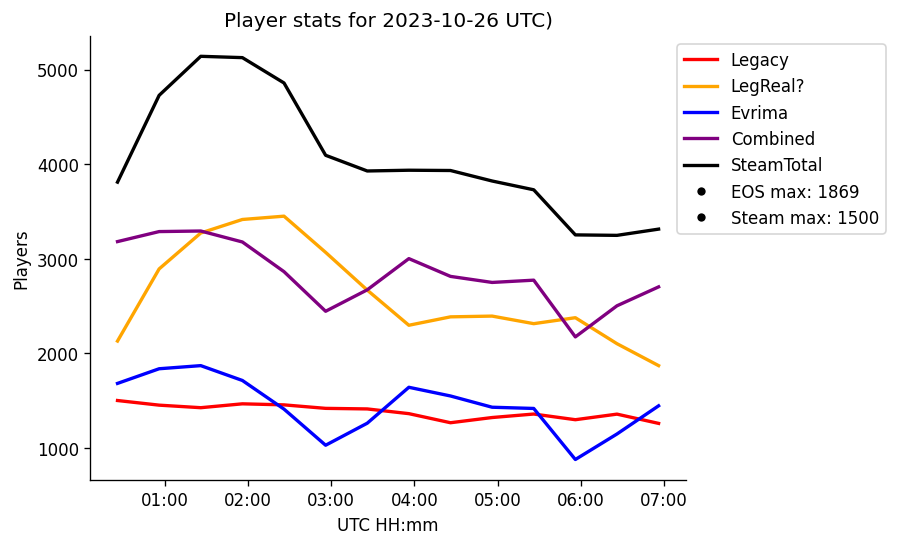 Player stats for 2023-10-26 UTC)
5000
4000
3000
2000
1000
Players
01:00 02:00 03:00 04:00 05:00 06:00 07:00
UTC HH:mm
Legacy
LegReal?
Evrima
Combined
SteamTotal
EOS max: 1869
Steam max: 1500